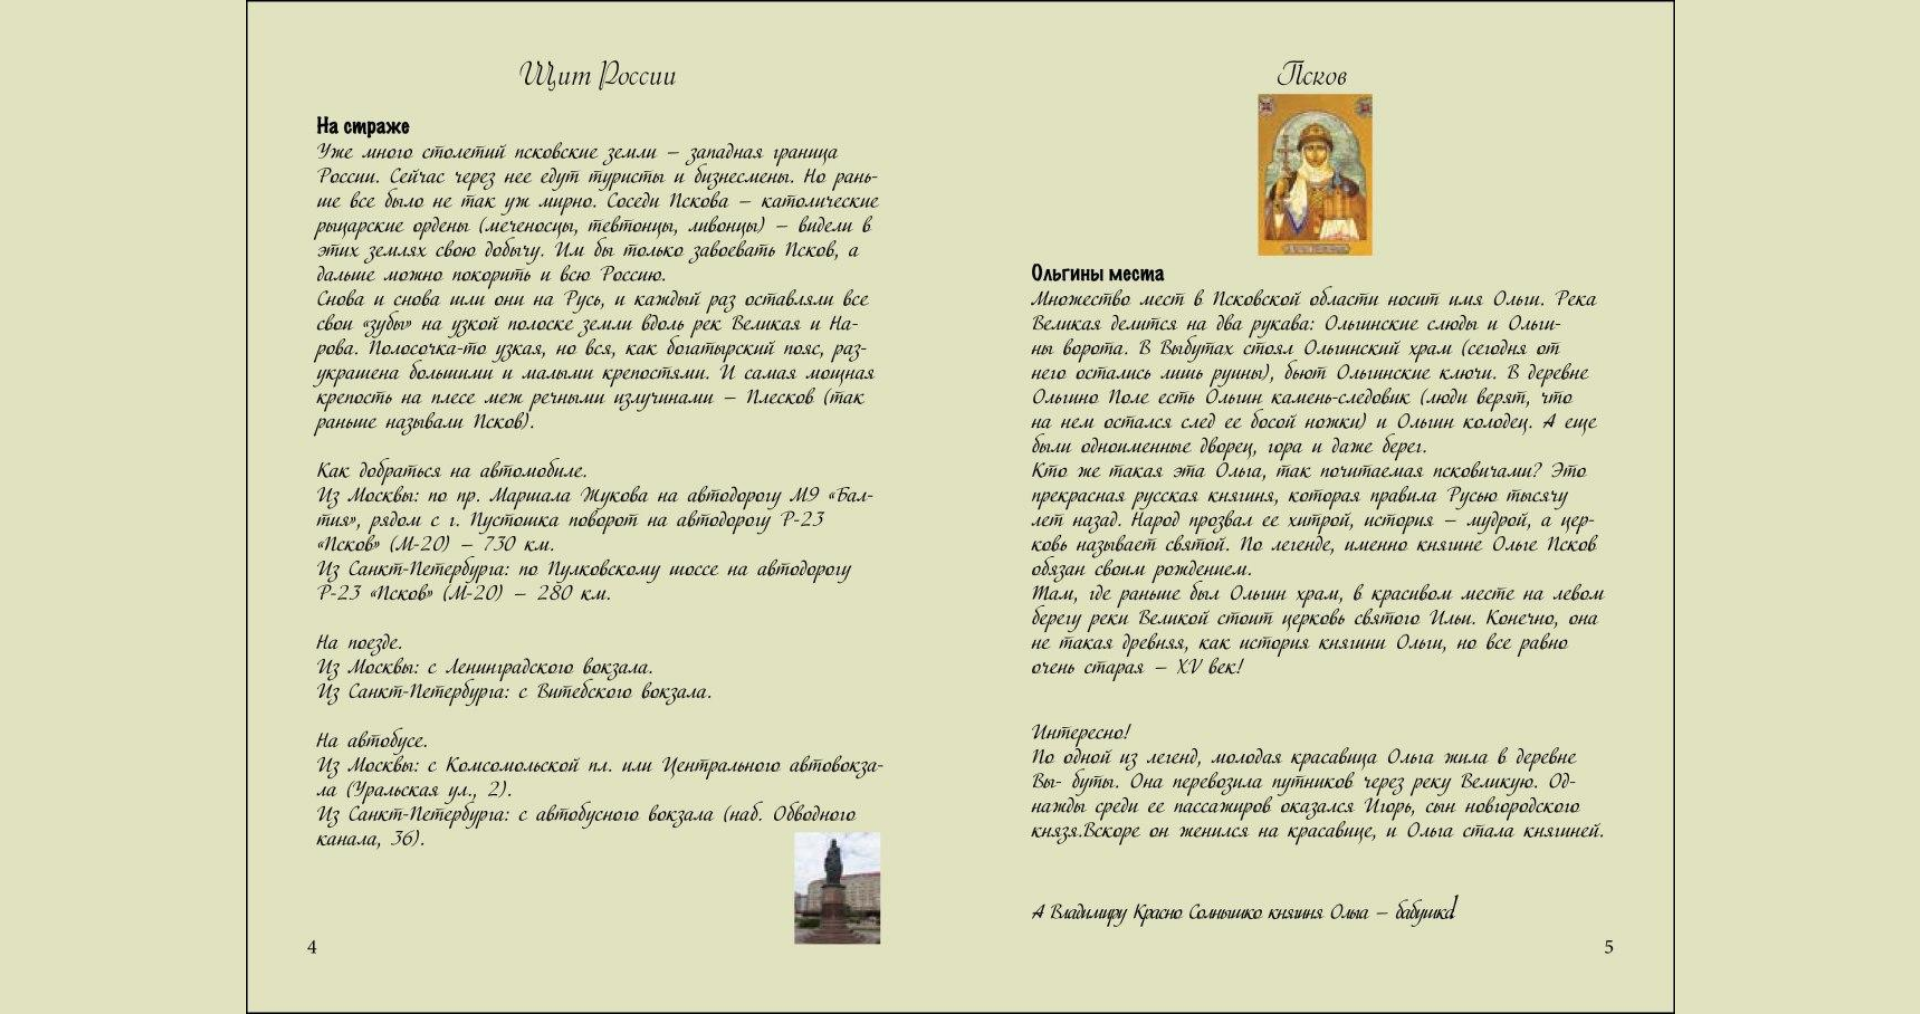 Щит России
На страже
Уже много столетий псковские земли – западная граница
России. Сейчас через нее едут туристы и бизнесмены. Но рань-
ше все было не так уж мирно. Соседи Пскова – католические
рыцарские ордены (меченосцы, тевтонцы, ливонцы) – видели в
этих землях свою добычу. Им бы только завоевать Псков, а
дальше можно покорить и всю Россию.
Снова и снова шли они на Русь, и каждый раз оставляли все
свои «зубы» на узкой полоске земли вдоль рек Великая и На-
рова. Полосочка-то узкая, но вся, как богатырский пояс, раз-
украшена большими и малыми крепостями. И самая мощная
крепость на плесе меж речными излучинами – Плесков (так
раньше называли Псков).
Как добраться на автомобиле.
Из Москвы: по пр. Маршала Жукова на автодорогу М9 «Бал-
тия», рядом с г. Пустошка поворот на автодорогу Р-23
«Псков» (М-20) – 730 км.
Из Санкт-Петербурга: по Пулковскому шоссе на автодорогу
Р-23 «Псков» (М-20) – 280 км.
На поезде.
Из Москвы: с Ленинградского вокзала.
Из Санкт-Петербурга: с Витебского вокзала.
На автобусе.
Из Москвы: с Комсомольской пл. или Центрального автовокза-
ла (Уральская ул., 2).
Из Санкт-Петербурга: с автобусного вокзала (наб. Обводного
канала, 36).
4
Псков
Ольгины места
Множество мест в Псковской области носит имя Ольги. Река
Великая делится на два рукава: Ольгинские слюды и Ольги-
ны ворота. В Выбутах стоял Ольгинский храм (сегодня от
него остались лишь руины), бьют Ольгинские ключи. В деревне
Ольгино Поле есть Ольгин камень-следовик (люди верят, что
на нем остался след ее босой ножки) и Ольгин колодец. А еще
были одноименные дворец, гора и даже берег.
Кто же такая эта Ольга, так почитаемая псковичами? Это
прекрасная русская княгиня, которая правила Русью тысячу
лет назад. Народ прозвал ее хитрой, история – мудрой, а цер-
ковь называет святой. По легенде, именно княгине Ольге Псков
обязан своим рождением.
Там, где раньше был Ольгин храм, в красивом месте на левом
берегу реки Великой стоит церковь святого Ильи. Конечно, она
не такая древняя, как история княгини Ольги, но все равно
очень старая – XV век!
Интересно!
По одной из легенд, молодая красавица Ольга жила в деревне
Вы- буты. Она перевозила путников через реку Великую. Од-
нажды среди ее пассажиров оказался Игорь, сын новгородского
князя.Вскоре он женился на красавице, и Ольга стала княгиней.
А Владимиру Красно Солнышко княгиня Ольга – бабушка!
5